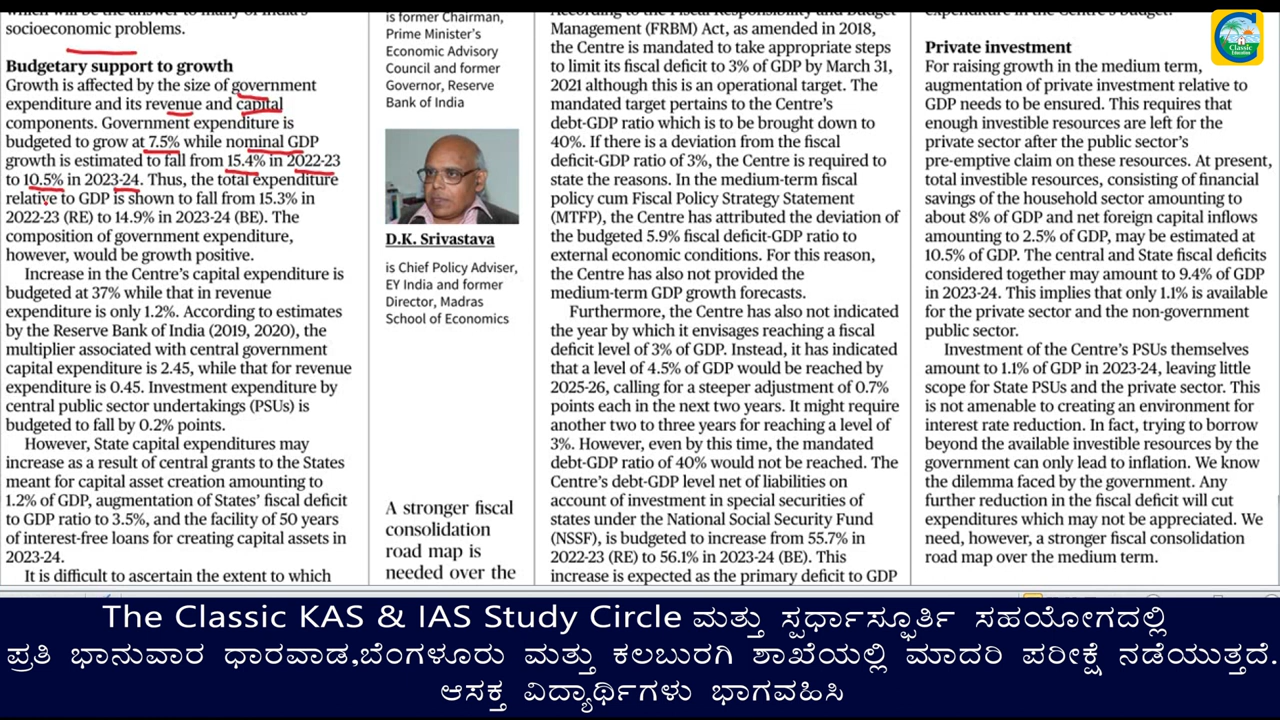 socioeconomic problems.
Budgetary support to growth
Growth is affected by the size of government
expenditure and its revenue and capital
components. Government expenditure is
budgeted to grow at 7.5% while nominal GDP
growth is estimated to fall from 15.4% in 2022-23
to 10.5% in 2023-24. Thus, the total expenditure
relative to GDP is shown to fall from 15.3% in
2022-23 (RE) to 14.9% in 2023-24 (BE). The
composition of government expenditure,
however, would be growth positive.
Increase in the Centre's capital expenditure is
budgeted at 37% while that in revenue
expenditure is only 1.2%. According to estimates
by the Reserve Bank of India (2019, 2020), the
multiplier associated with central government
capital expenditure is 2.45, while that for revenue
expenditure is 0.45. Investment expenditure by
central public sector undertakings (PSUs) is
budgeted to fall by 0.2% points.
However, State capital expenditures may
increase as a result of central grants to the States
meant for capital asset creation amounting to
1.2% of GDP, augmentation of States' fiscal deficit
to GDP ratio to 3.5%, and the facility of 50 years
of interest-free loans for creating capital assets in
2023-24.
It is difficult to ascertain the extent to which
is former Chairman,
Prime Minister's
Economic Advisory
Council and former
Governor, Reserve
Bank of India
D.K. Srivastava
is Chief Policy Adviser,
EY India and former
Director, Madras
School of Economics
A stronger fiscal
consolidation
road map is
needed over the
Management (FRBM) Act, as amended in 2018,
the Centre is mandated to take appropriate steps
to limit its fiscal deficit to 3% of GDP by March 31,
2021 although this is an operational target. The
mandated target pertains to the Centre's
debt-GDP ratio which is to be brought down to
40%. If there is a deviation from the fiscal
deficit-GDP ratio of 3%, the Centre is required to
state the reasons. In the medium-term fiscal
policy cum Fiscal Policy Strategy Statement
(MTFP), the Centre has attributed the deviation of
the budgeted 5.9% fiscal deficit-GDP ratio to
external economic conditions. For this reason,
the Centre has also not provided the
medium-term GDP growth forecasts.
Furthermore, the Centre has also not indicated
the year by which it envisages reaching a fiscal
deficit level of 3% of GDP. Instead, it has indicated
that a level of 4.5% of GDP would be reached by
2025-26, calling for a steeper adjustment of 0.7%
points each in the next two years. It might require
another two to three years for reaching a level of
3%. However, even by this time, the mandated
debt-GDP ratio of 40% would not be reached. The
Centre's debt-GDP level net of liabilities on
account of investment in special securities of
states under the National Social Security Fund
(NSSF), is budgeted to increase from 55.7% in
2022-23 (RE) to 56.1% in 2023-24 (BE). This
increase is expected as the primary deficit to GDP
Private investment
For raising growth in the medium term,
augmentation of private investment relative to
GDP needs to be ensured. This requires that
enough investible resources are left for the
private sector after the public sector's
pre-emptive claim on these resources. At present,
total investible resources, consisting of financial
savings of the household sector amounting to
about 8% of GDP and net foreign capital inflows
amounting to 2.5% of GDP, may be estimated at
10.5% of GDP. The central and State fiscal deficits
considered together may amount to 9.4% of GDP
in 2023-24. This implies that only 1.1% is available
for the private sector and the non-government
public sector.
Investment of the Centre's PSUs themselves
amount to 1.1% of GDP in 2023-24, leaving little
scope for State PSUs and the private sector. This
is not amenable to creating an environment for
interest rate reduction. In fact, trying to borrow
beyond the available investible resources by the
government can only lead to inflation. We know
the dilemma faced by the government. Any
further reduction in the fiscal deficit will cut
expenditures which may not be appreciated. We
need, however, a stronger fiscal consolidation
road map over the medium term.
Classic
Education
The Classic KAS & IAS Study Circle ಮತ್ತು ಸ್ಪರ್ಧಾಸ್ಫೂರ್ತಿ ಸಹಯೋಗದಲ್ಲಿ
ಪ್ರತಿ ಭಾನುವಾರ ಧಾರವಾಡ,ಬೆಂಗಳೂರು ಮತ್ತು ಕಲಬುರಗಿ ಶಾಖೆಯಲ್ಲಿ ಮಾದರಿ ಪರೀಕ್ಷೆ ನಡೆಯುತ್ತದೆ.
ಆಸಕ್ತ ವಿದ್ಯಾರ್ಥಿಗಳು ಭಾಗವಹಿಸಿ